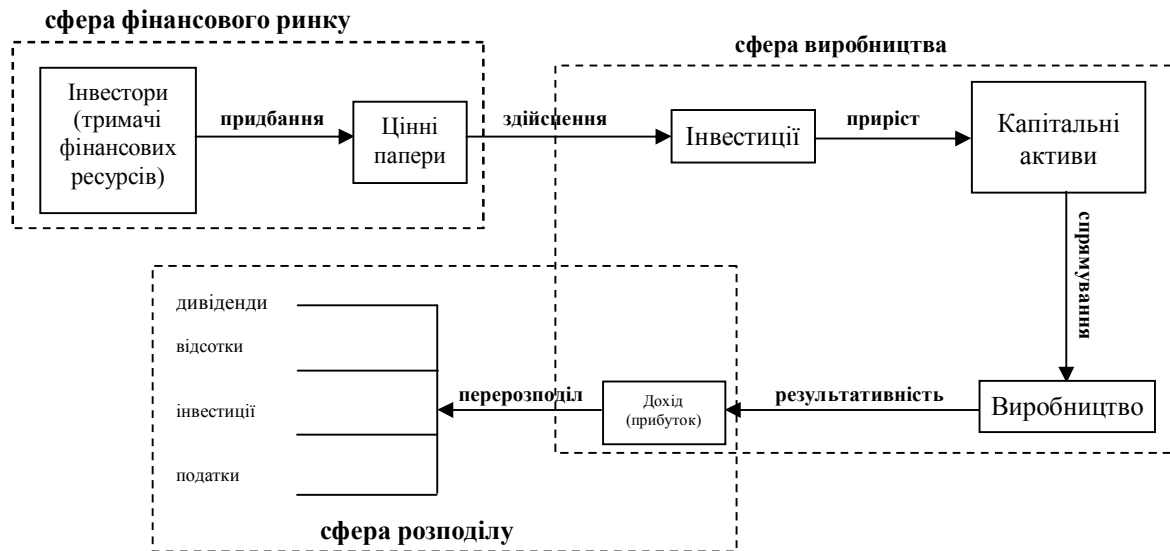 сфера фінансового ринку
сфера виробництва
Інвестори
(тримачі
фінансових
ресурсів)
придбання
Цінні
папери
здійснення
Інвестиції
приріст
Капітальні
активи
спрямування
Виробництво
результативність
Дохід
(прибуток)
перерозподіл
дивіденди
відсотки
інвестиції
податки
сфера розподілу